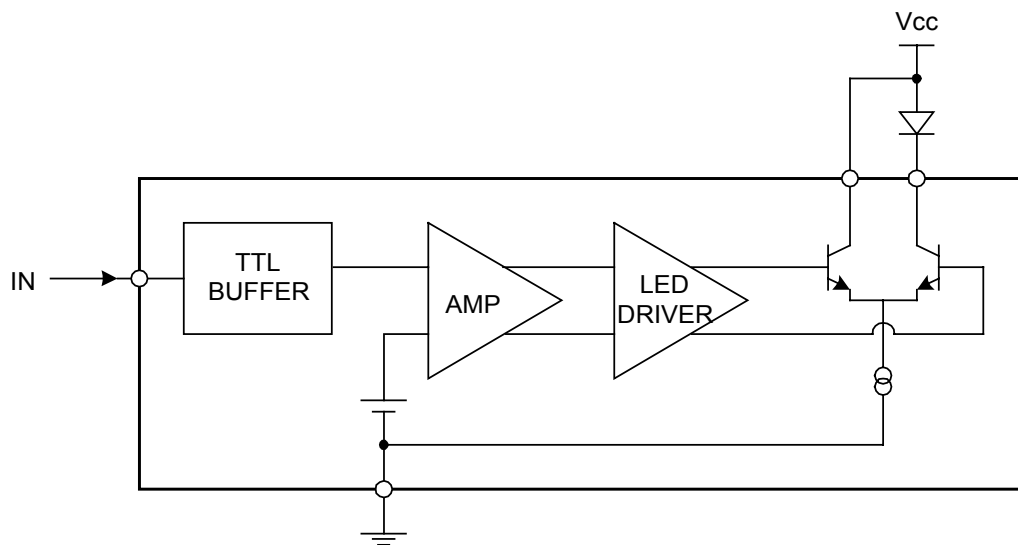 Vcc
IN
TTL
BUFFER
AMP
LED
DRIVER